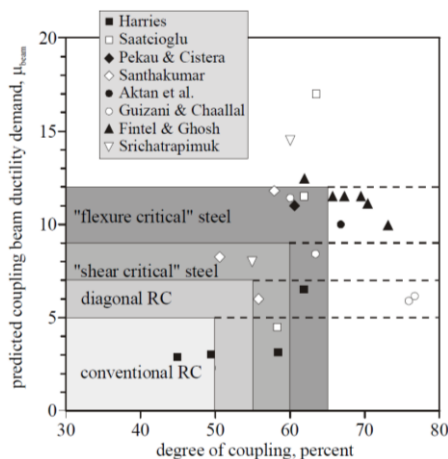 predicted coupling beam ductility demand, μbeam
20
15
10
5
0
Harries
Saatcioglu
Pekau & Cistera
Santhakumar
Aktan et al.
Guizani & Chaallal
Fintel & Ghosh
Srichatrapimuk
"flexure critical" steel
"shear critical" steel
diagonal RC
conventional RC
30 40 50 60 70 80
degree of coupling, percent